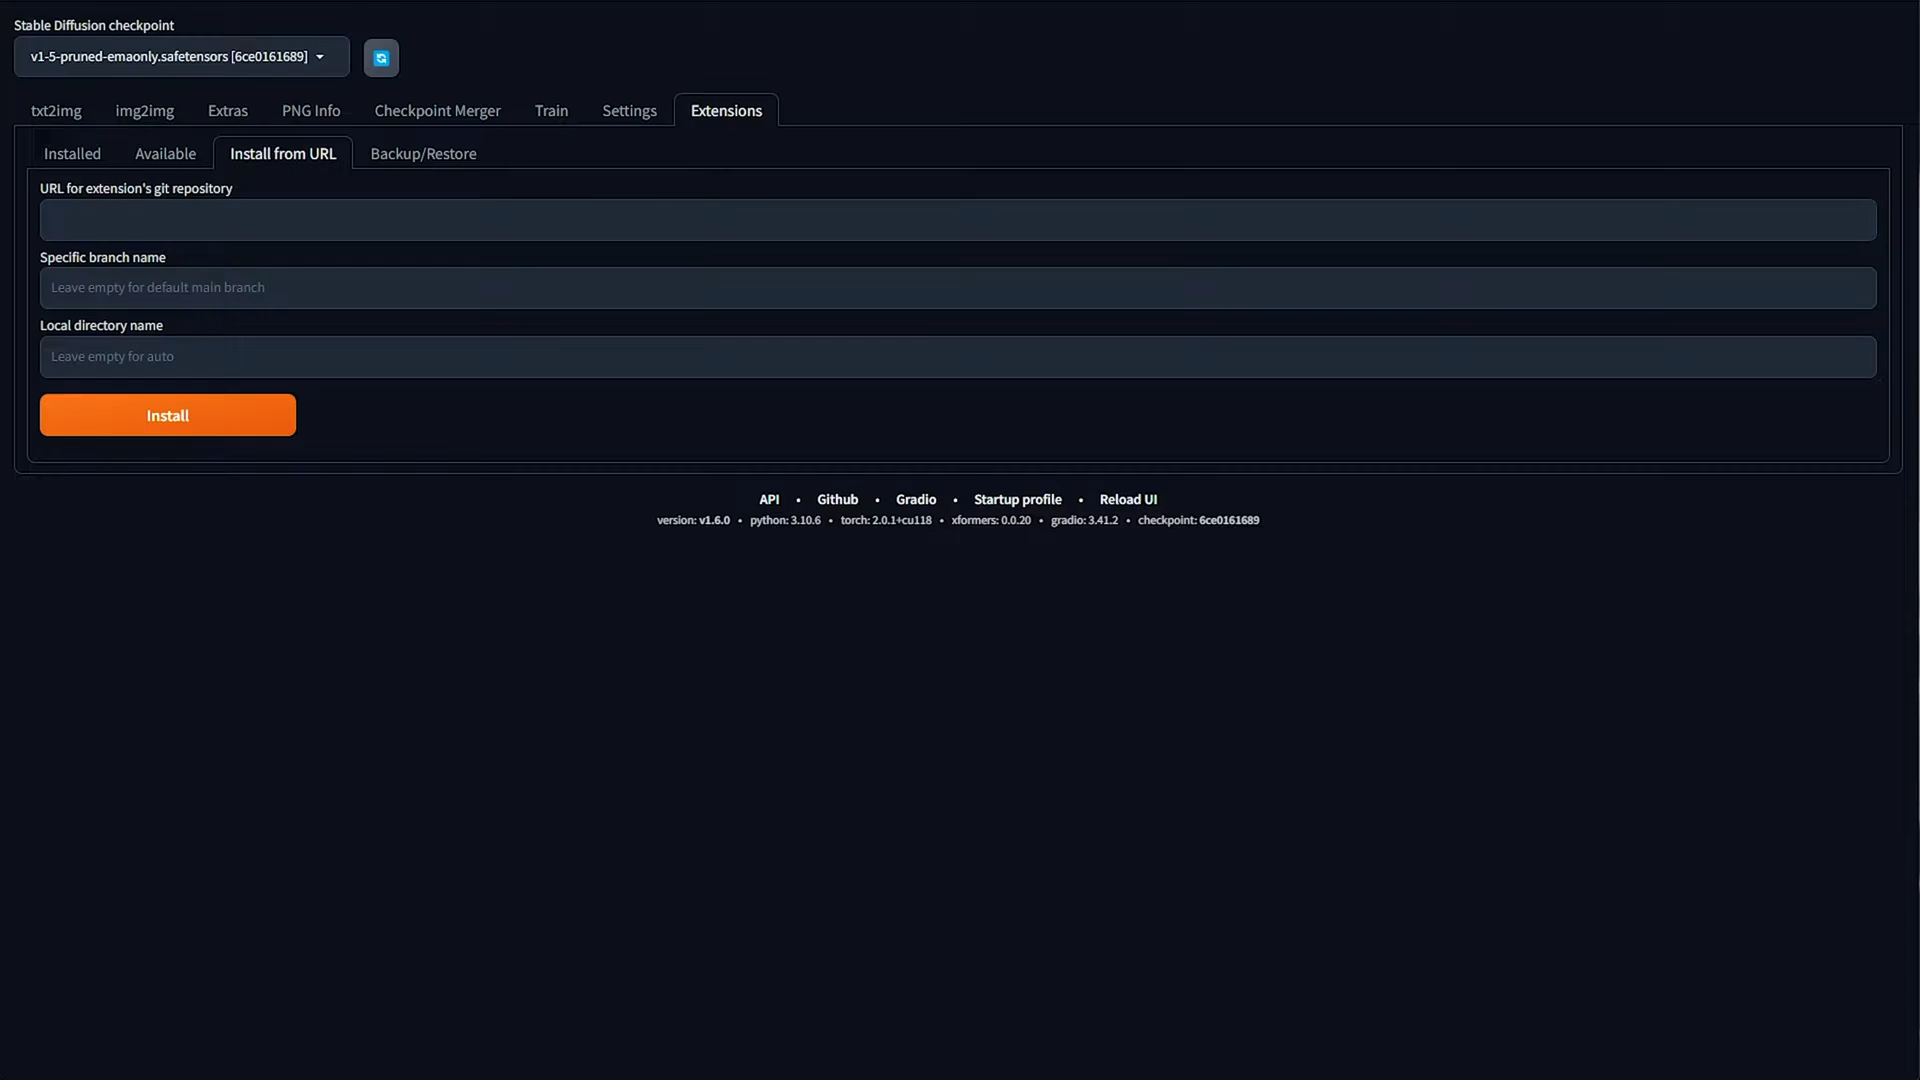 Stable Diffusion checkpoint
v1-5-pruned-emaonly.safetensors [6ce0161689]
txt2img img2img Extras PNG Info Checkpoint Merger Train Settings Extensions
Installed Available Install from URL Backup/Restore
URL for extension's git repository
Specific branch name
Leave empty for default main branch
Local directory name
Leave empty for auto
Install
API • Github • Gradio • Startup profile • Reload UI
version: v1.6.0 • python: 3.10.6 • torch: 2.0.1+cu118 • xformers: 0.0.20 • gradio: 3.41.2 • checkpoint: 6ce0161689